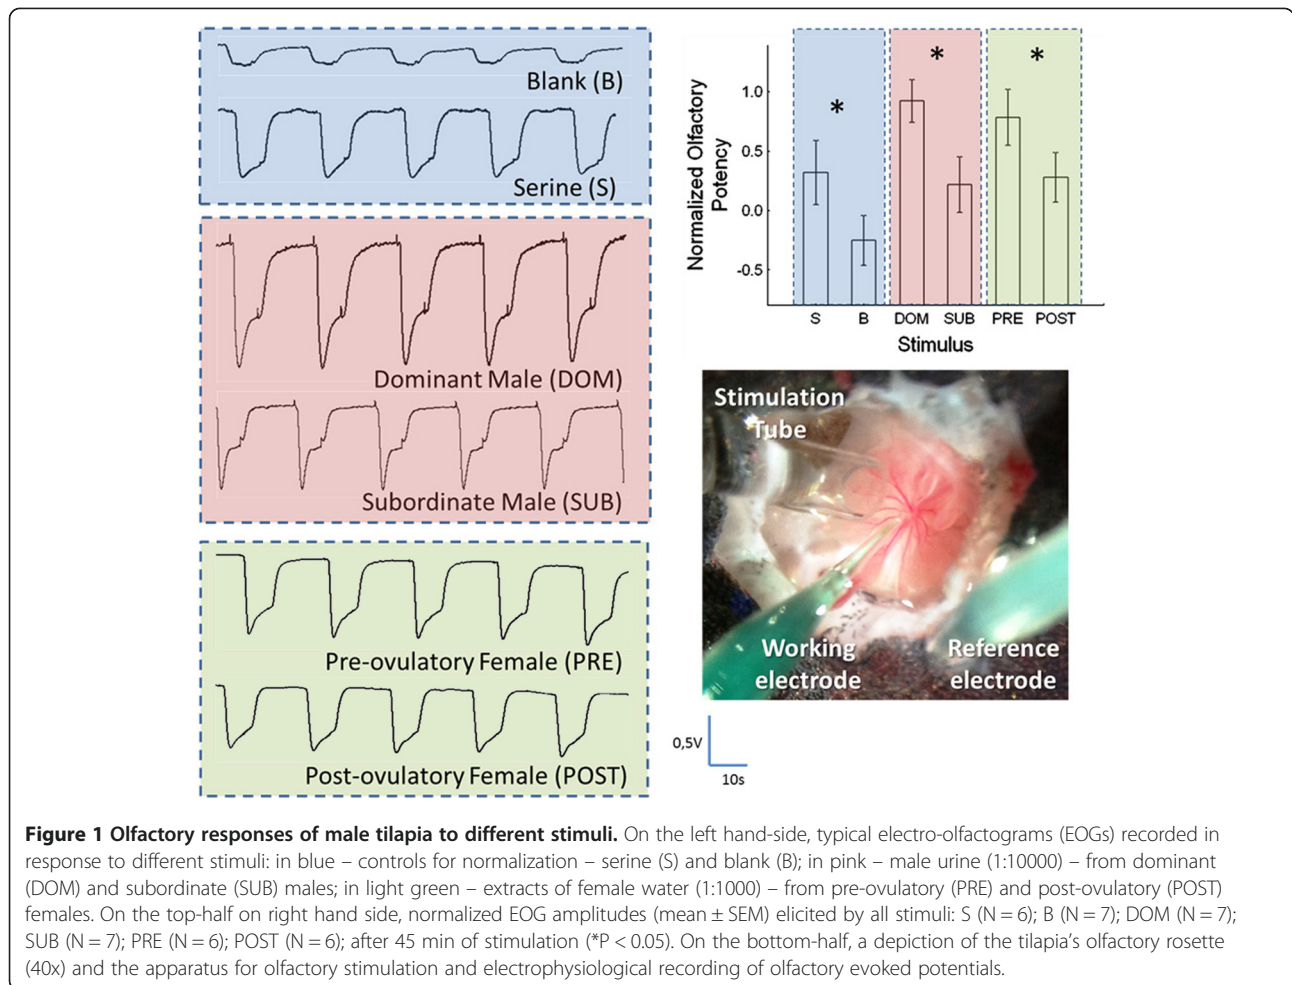 Blank (B)
Serine (S)
Dominant Male (DOM)
Subordinate Male (SUB)
Pre-ovulatory Female (PRE)
Post-ovulatory Female (POST)
Normalized Olfactory
Potency
1.0
0.5
0.0
-0.5
*
*
*
S B DOM SUB PRE POST
Stimulus
Stimulation
Tube
Working
electrode
Reference
electrode
0,5V
10s
Figure 1 Olfactory responses of male tilapia to different stimuli. On the left hand-side, typical electro-olfactograms (EOGs) recorded in
response to different stimuli: in blue – controls for normalization – serine (S) and blank (B); in pink – male urine (1:10000) – from dominant
(DOM) and subordinate (SUB) males; in light green – extracts of female water (1:1000) – from pre-ovulatory (PRE) and post-ovulatory (POST)
females. On the top-half on right hand side, normalized EOG amplitudes (mean ± SEM) elicited by all stimuli: S (N = 6); B (N = 7); DOM (N = 7);
SUB (N = 7); PRE (N = 6); POST (N = 6); after 45 min of stimulation (*P < 0.05). On the bottom-half, a depiction of the tilapia's olfactory rosette
(40x) and the apparatus for olfactory stimulation and electrophysiological recording of olfactory evoked potentials.